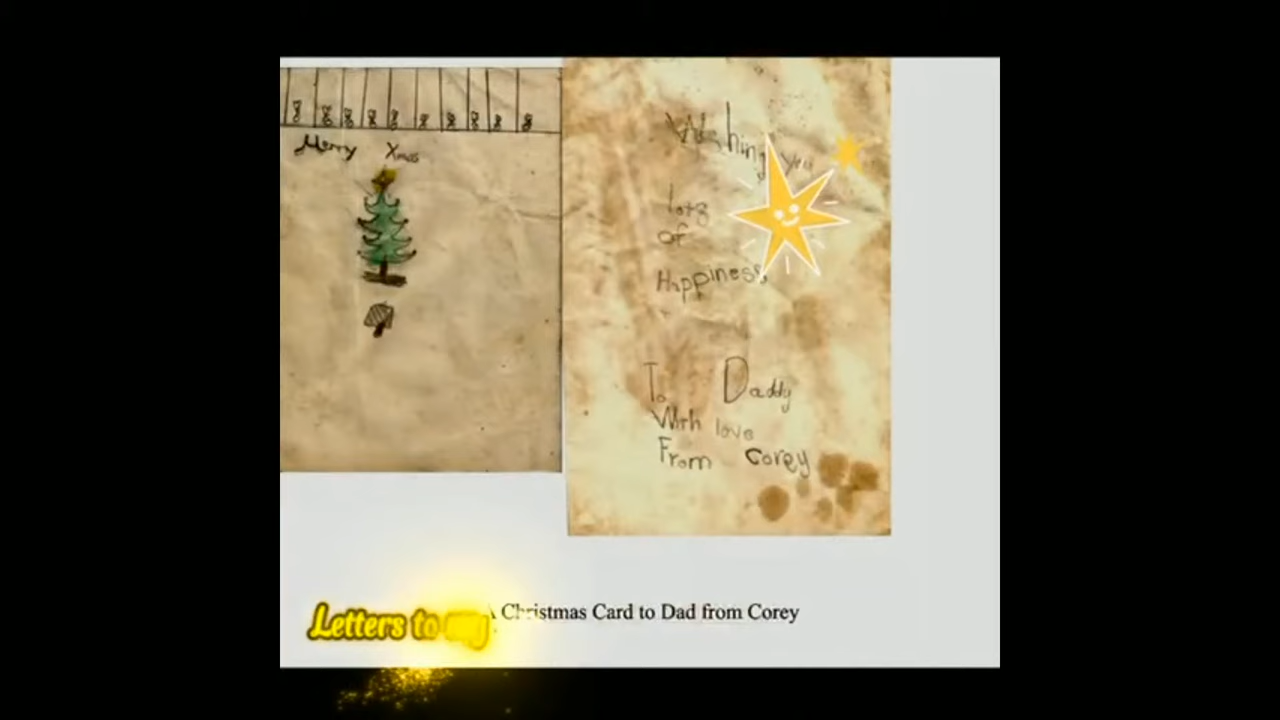 Merry Xmas
Wishing you
lots
of
Happiness
To Daddy
With love
From Corey
A Christmas Card to Dad from Corey
Letters to my